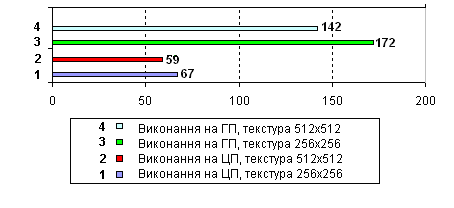 4 142
3 172
2 59
1 67
0 50 100 150 200
4 Виконання на ГП, текстура 512x512
3 Виконання на ГП, текстура 256x256
2 Виконання на ЦП, текстура 512x512
1 Виконання на ЦП, текстура 256x256